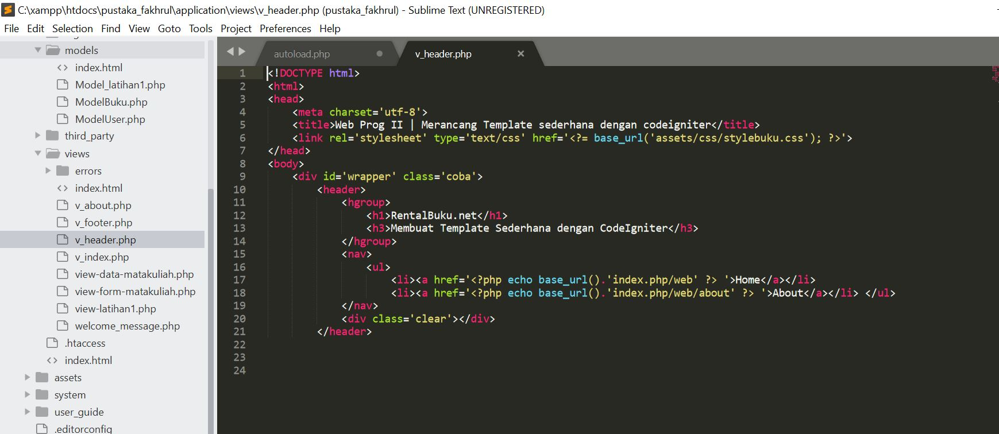 C:\xampp\htdocs\pustaka_fakhrul\application\views\v_header.php (pustaka_fakhrul) - Sublime Text (UNREGISTERED)
File Edit Selection Find View Goto Tools Project Preferences Help
models
index.html
Model_latihan1.php
ModelBuku.php
ModelUser.php
third_party
views
errors
index.html
v_about.php
v_footer.php
v_header.php
v_index.php
view-data-matakuliah.php
view-form-matakuliah.php
view-latihan1.php
welcome_message.php
.htaccess
index.html
assets
system
user_guide
.editorconfig
autoload.php
v_header.php
1 <!DOCTYPE html>
2 <html>
3 <head>
4 <meta charset='utf-8'>
5 <title>Web Prog II | Merancang Template sederhana dengan codeigniter</title>
6 <link rel='stylesheet' type='text/css' href='<?= base_url('assets/css/stylebuku.css'); ?>'>
7 </head>
8 <body>
9 <div id='wrapper' class='coba'>
10 <header>
11 <hgroup>
12 <h1>RentalBuku.net</h1>
13 <h3>Membuat Template Sederhana dengan CodeIgniter</h3>
14 </hgroup>
15 <nav>
16 <ul>
17 <li><a href='<?php echo base_url().'index.php/web' ?> '>Home</a></li>
18 <li><a href='<?php echo base_url().'index.php/web/about' ?> '>About</a></li> </ul>
19 </nav>
20 <div class='clear'></div>
21 </header>
22
23
24